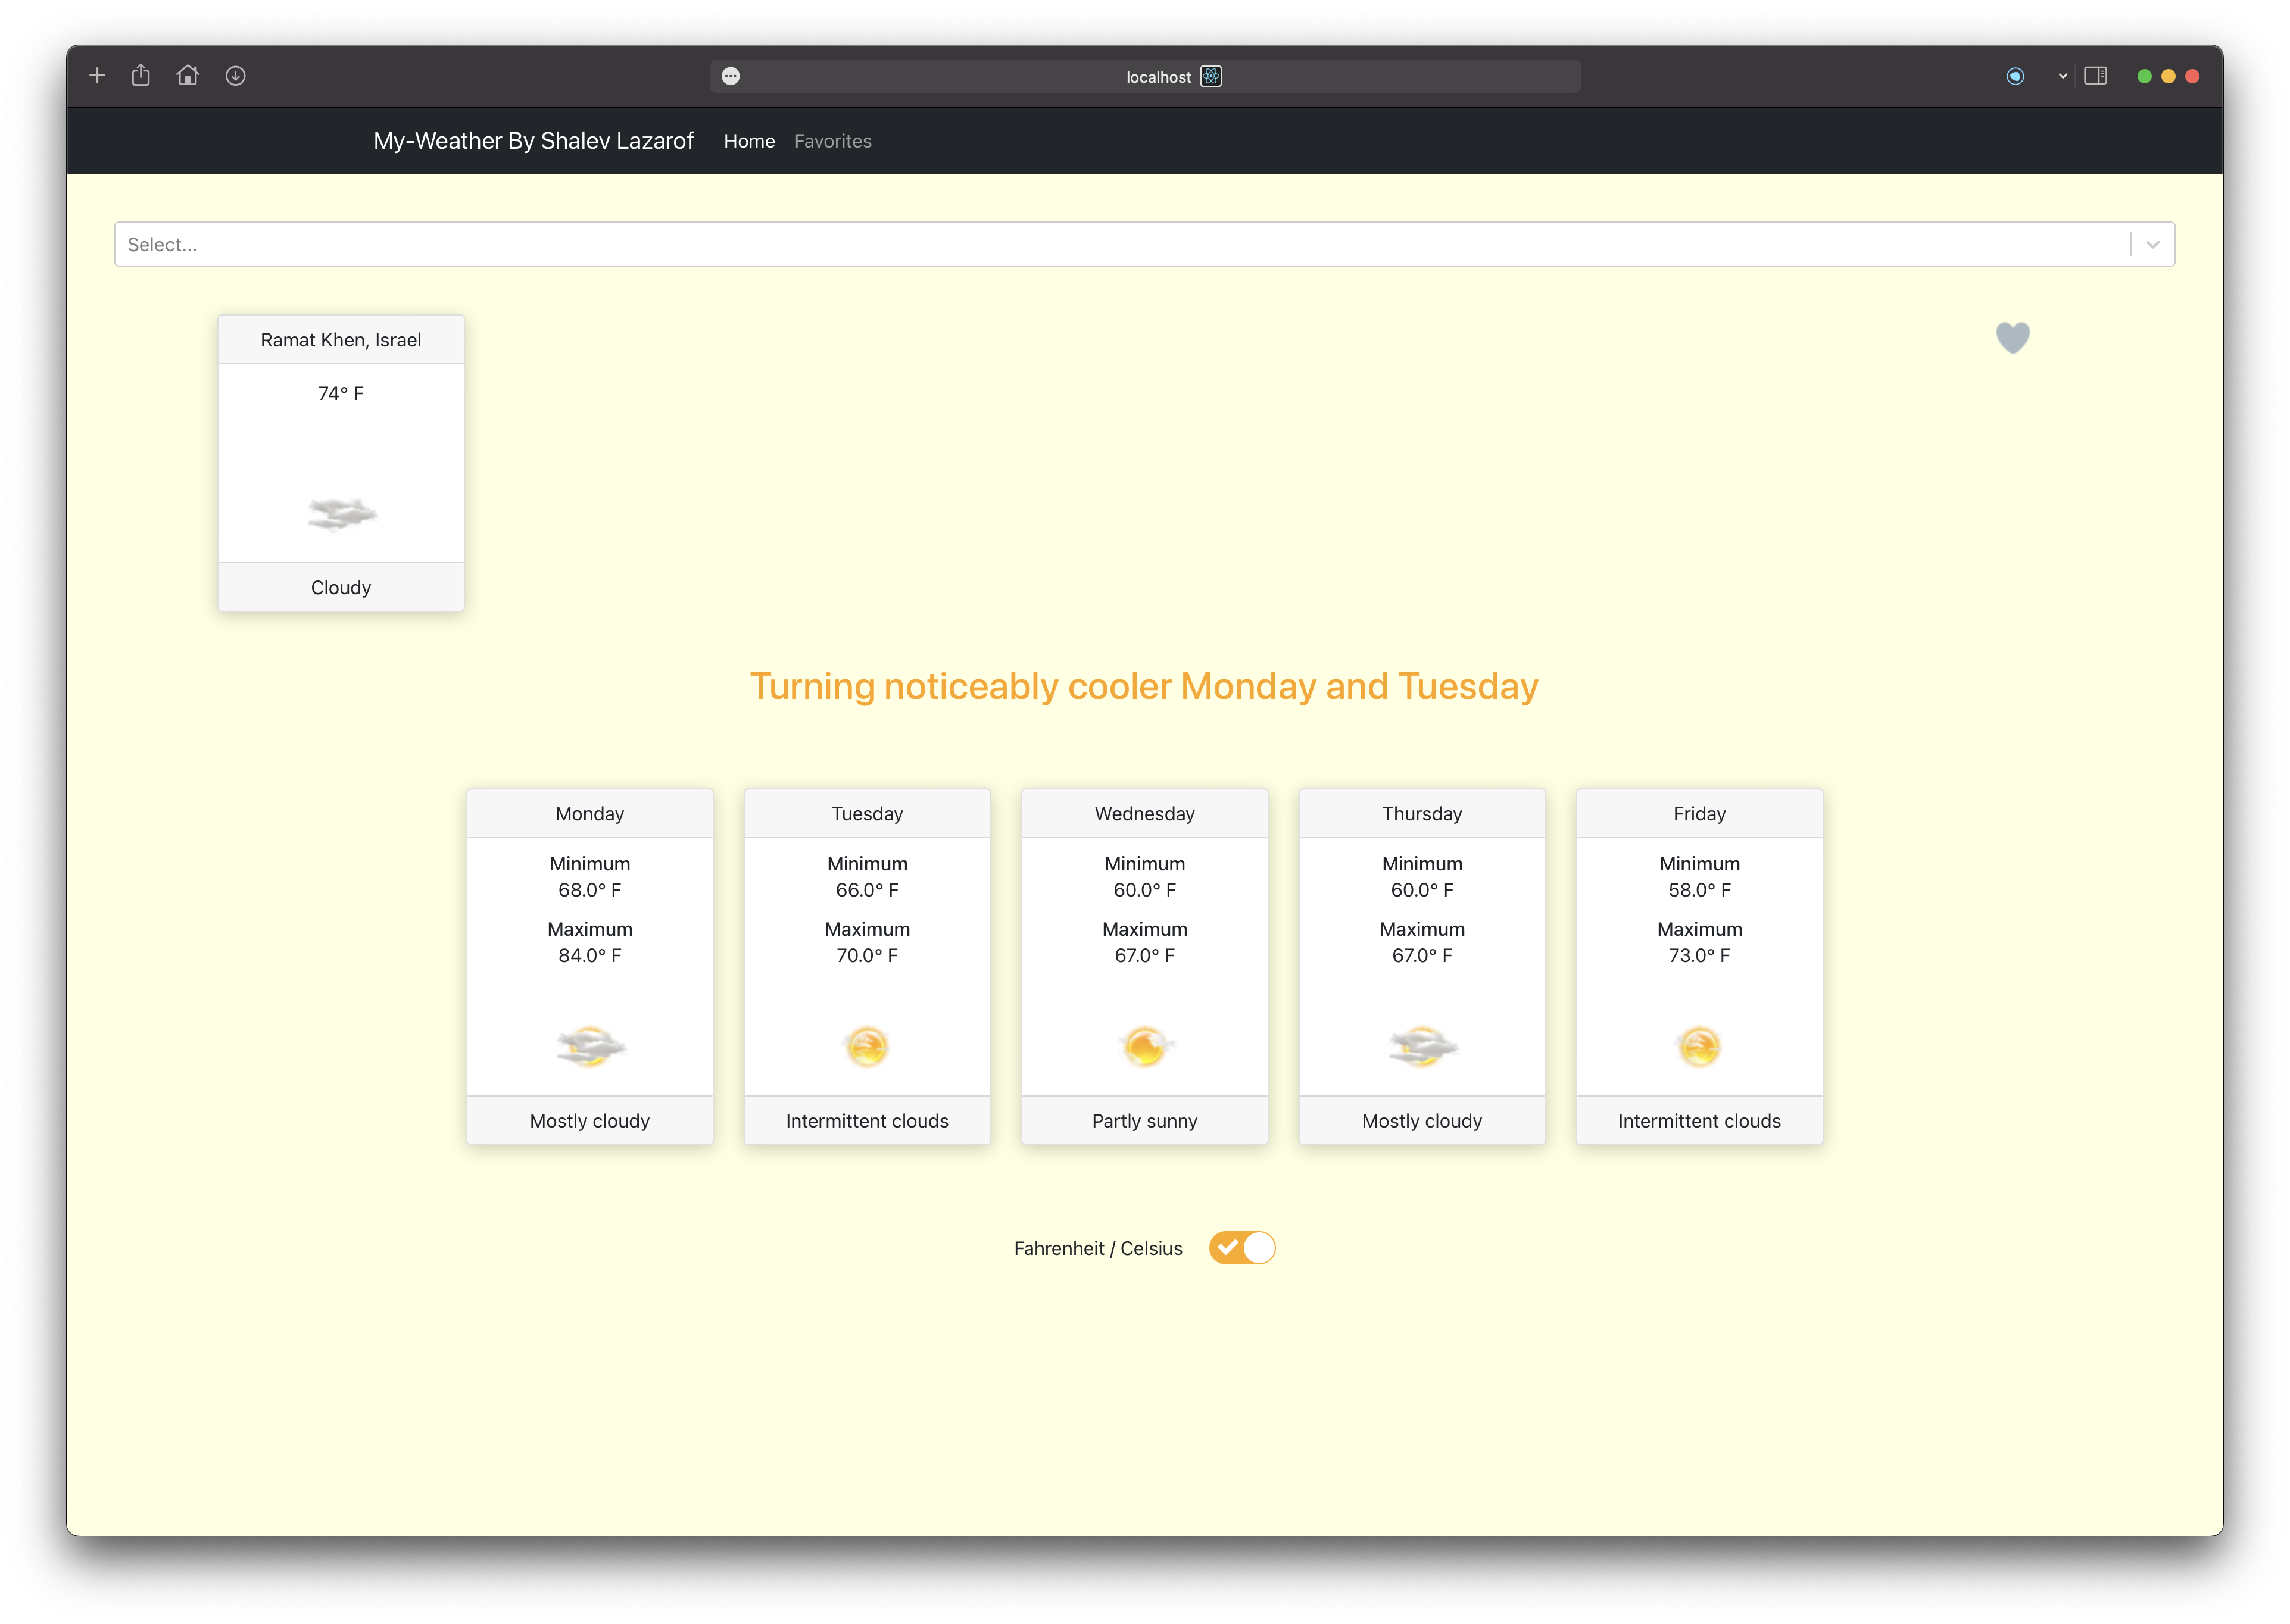 localhost
My-Weather By Shalev Lazarof Home Favorites
Select...
Ramat Khen, Israel
74° F
Cloudy
Turning noticeably cooler Monday and Tuesday
Monday
Minimum
68.0° F
Maximum
84.0° F
Mostly cloudy
Tuesday
Minimum
66.0° F
Maximum
70.0° F
Intermittent clouds
Wednesday
Minimum
60.0° F
Maximum
67.0° F
Partly sunny
Thursday
Minimum
60.0° F
Maximum
67.0° F
Mostly cloudy
Friday
Minimum
58.0° F
Maximum
73.0° F
Intermittent clouds
Fahrenheit / Celsius